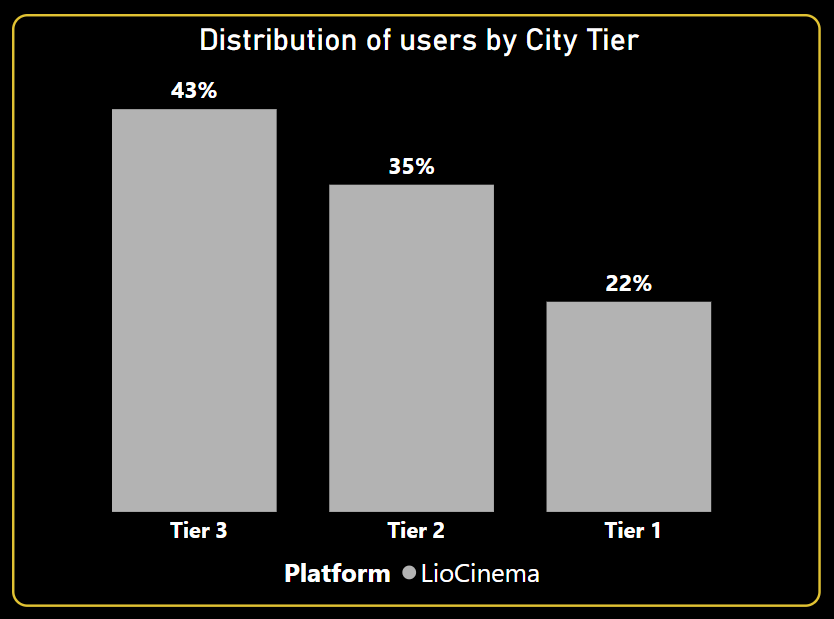 Distribution of users by City Tier
43%
35%
22%
Tier 3 Tier 2 Tier 1
Platform LioCinema